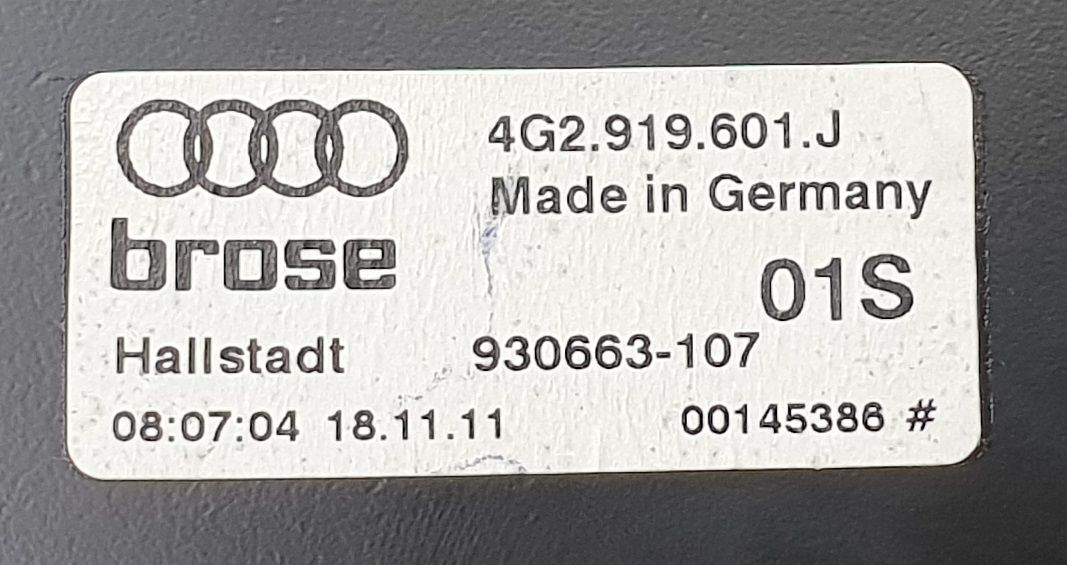 4G2.919.601.J
Made in Germany
brose
01S
Hallstadt 930663-107
08:07:04 18.11.11 00145386 #